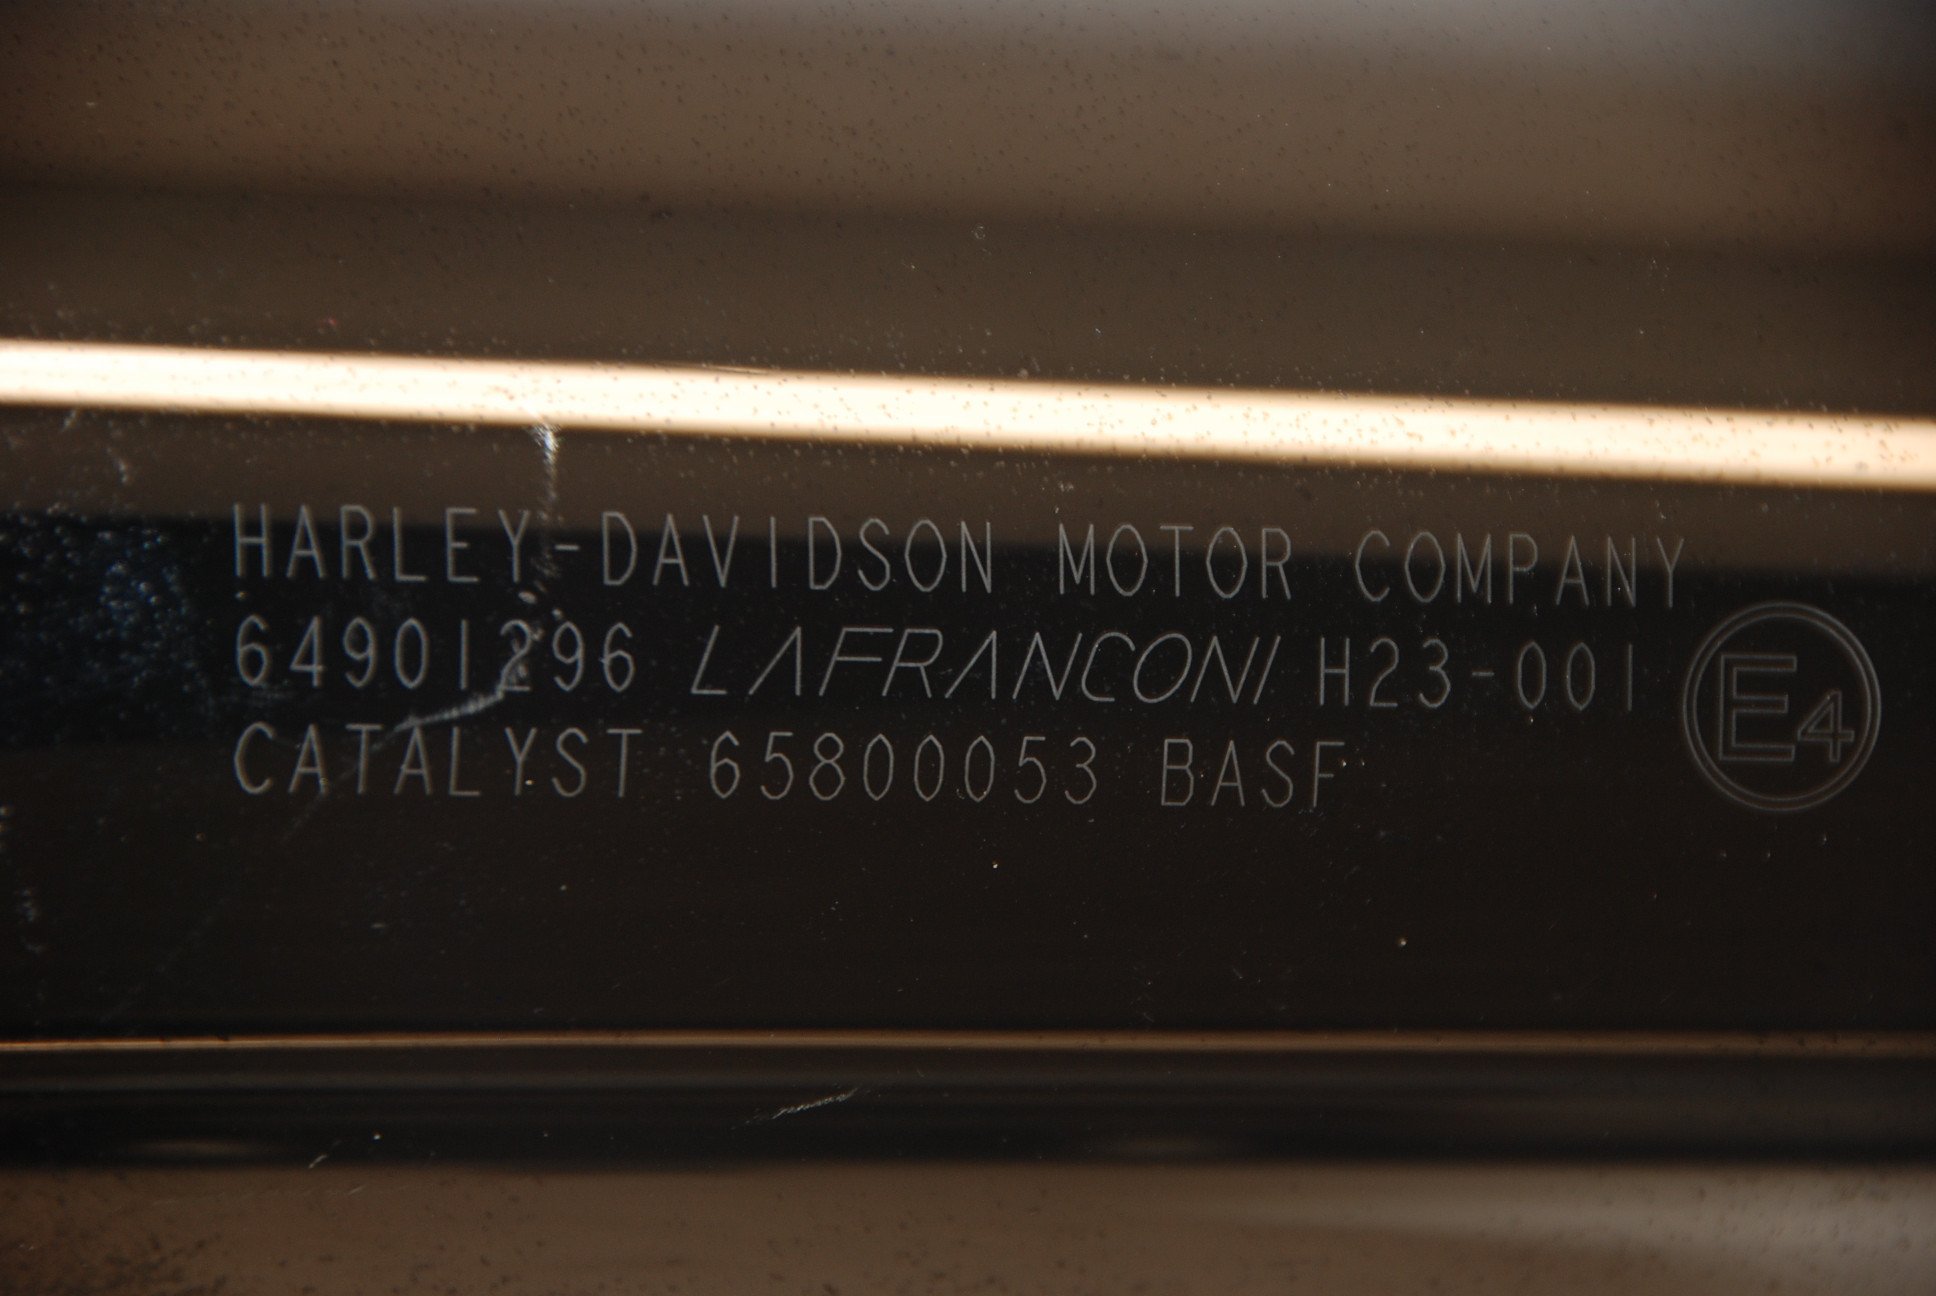 HARLEY-DAVIDSON MOTOR COMPANY
64901296 LAFRANCONI H23-001 E4
CATALYST 65800053 BASF